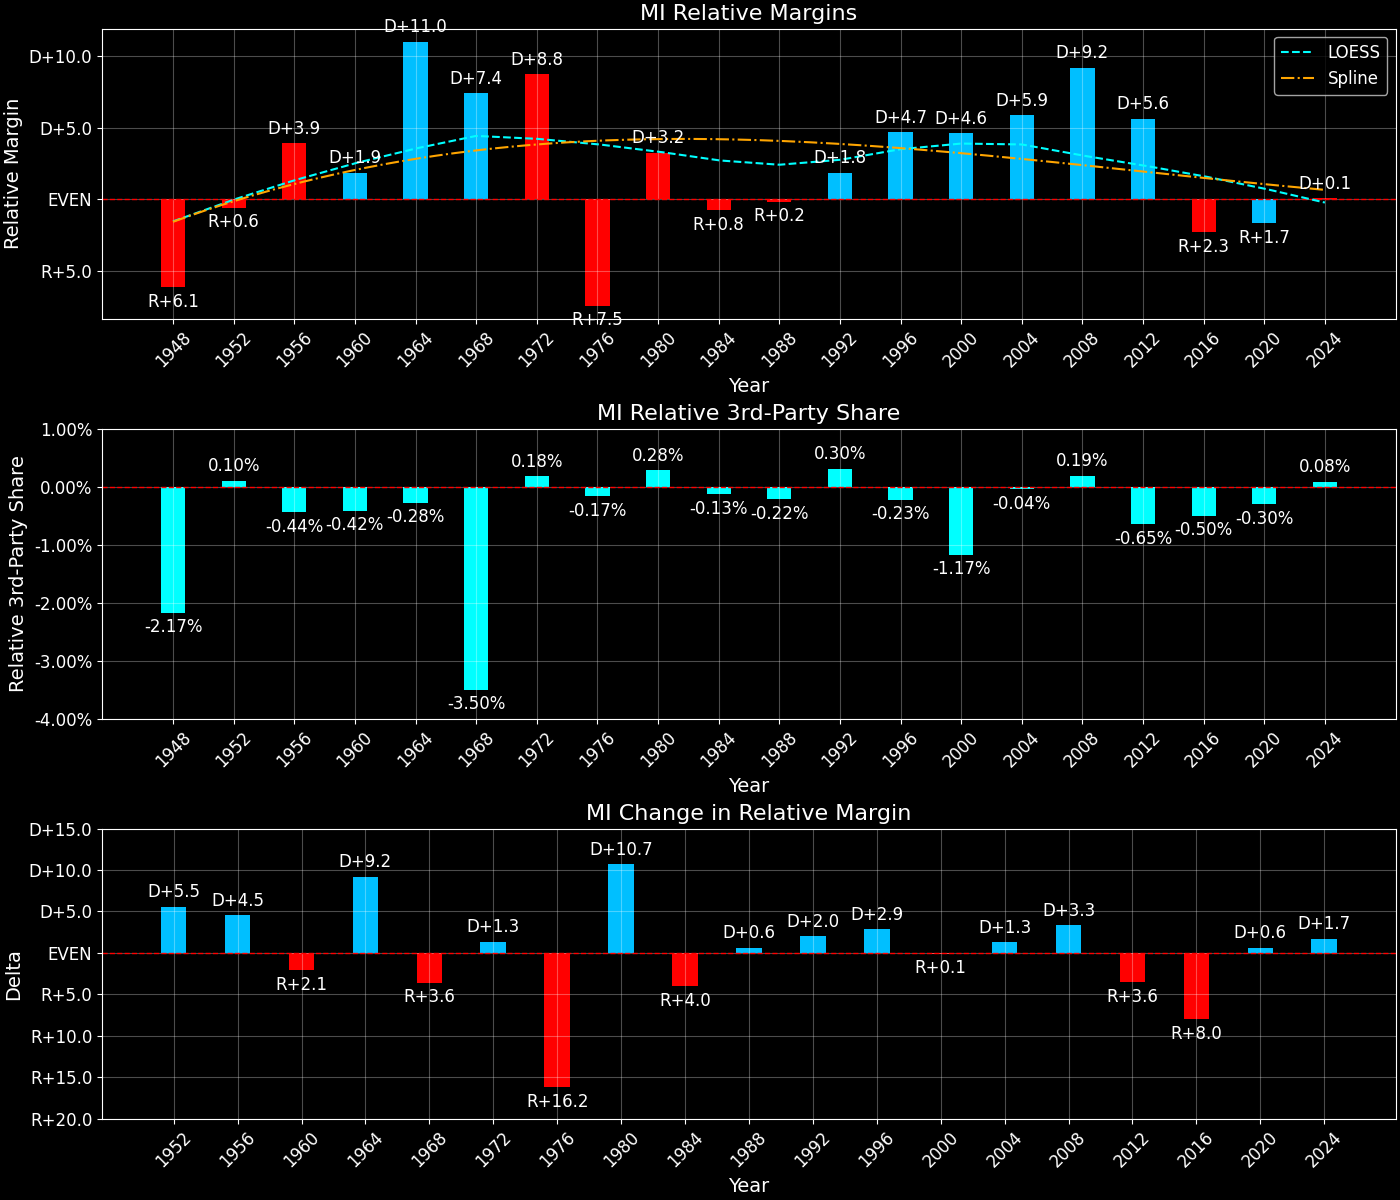 MI Relative Margins
Relative Margin
D+10.0
D+5.0
EVEN
R+5.0
R+6.1
R+0.6
D+3.9
D+1.9
D+11.0
D+7.4
D+8.8
R+7.5
D+3.2
R+0.8
R+0.2
D+1.8
D+4.7
D+4.6
D+5.9
D+9.2
D+5.6
R+2.3
R+1.7
D+0.1
LOESS
Spline
1948 1952 1956 1960 1964 1968 1972 1976 1980 1984 1988 1992 1996 2000 2004 2008 2012 2016 2020 2024
Year
MI Relative 3rd-Party Share
Relative 3rd-Party Share
1.00%
0.00%
-1.00%
-2.00%
-3.00%
-4.00%
-2.17%
0.10%
-0.44%
-0.42%
-0.28%
-3.50%
0.18%
-0.17%
0.28%
-0.13%
-0.22%
0.30%
-0.23%
-1.17%
-0.04%
0.19%
-0.65%
-0.50%
-0.30%
0.08%
1948 1952 1956 1960 1964 1968 1972 1976 1980 1984 1988 1992 1996 2000 2004 2008 2012 2016 2020 2024
Year
MI Change in Relative Margin
Delta
D+15.0
D+10.0
D+5.0
EVEN
R+5.0
R+10.0
R+15.0
R+20.0
D+5.5
D+4.5
R+2.1
D+9.2
R+3.6
D+1.3
R+16.2
D+10.7
R+4.0
D+0.6
D+2.0
D+2.9
R+0.1
D+1.3
D+3.3
R+3.6
R+8.0
D+0.6
D+1.7
1952 1956 1960 1964 1968 1972 1976 1980 1984 1988 1992 1996 2000 2004 2008 2012 2016 2020 2024
Year